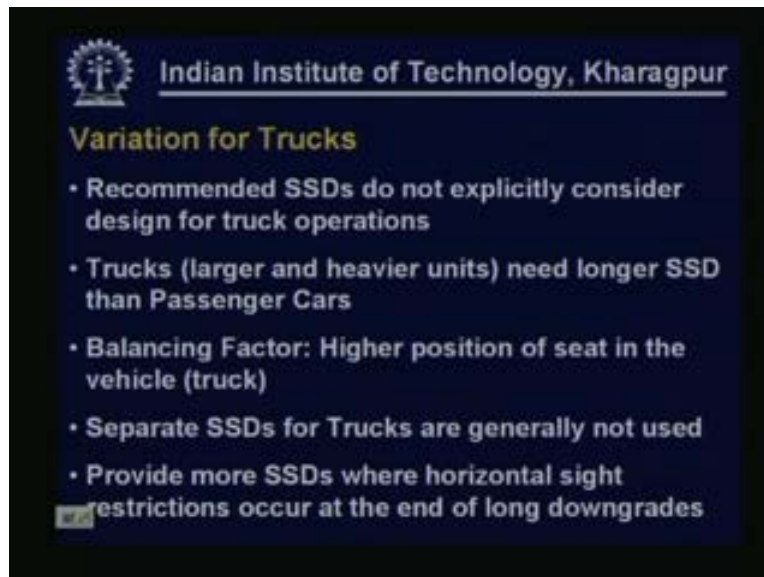 Indian Institute of Technology, Kharagpur
Variation for Trucks
• Recommended SSDs do not explicitly consider
design for truck operations
• Trucks (larger and heavier units) need longer SSD
than Passenger Cars
• Balancing Factor: Higher position of seat in the
vehicle (truck)
• Separate SSDs for Trucks are generally not used
• Provide more SSDs where horizontal sight
restrictions occur at the end of long downgrades